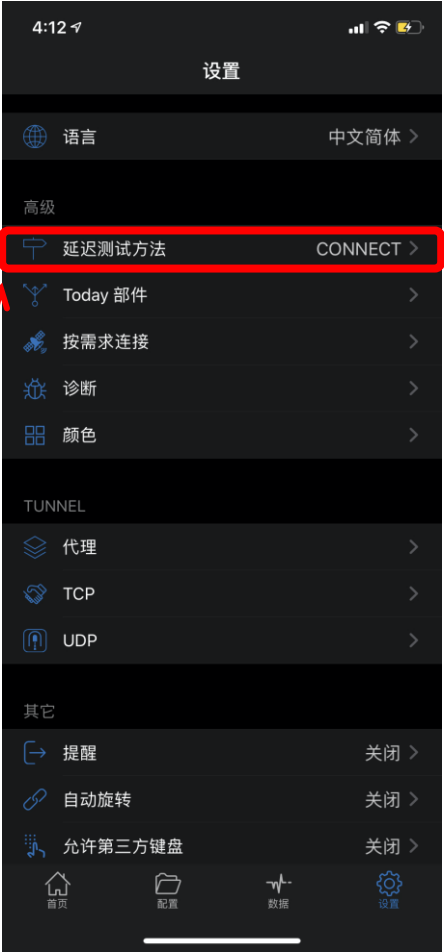 4:12
设置
语言 中文简体
高级
延迟测试方法 CONNECT
Today 部件
按需求连接
诊断
颜色
TUNNEL
代理
TCP
UDP
其它
提醒 关闭
自动旋转 关闭
允许第三方键盘 关闭
首页 配置 数据 设置